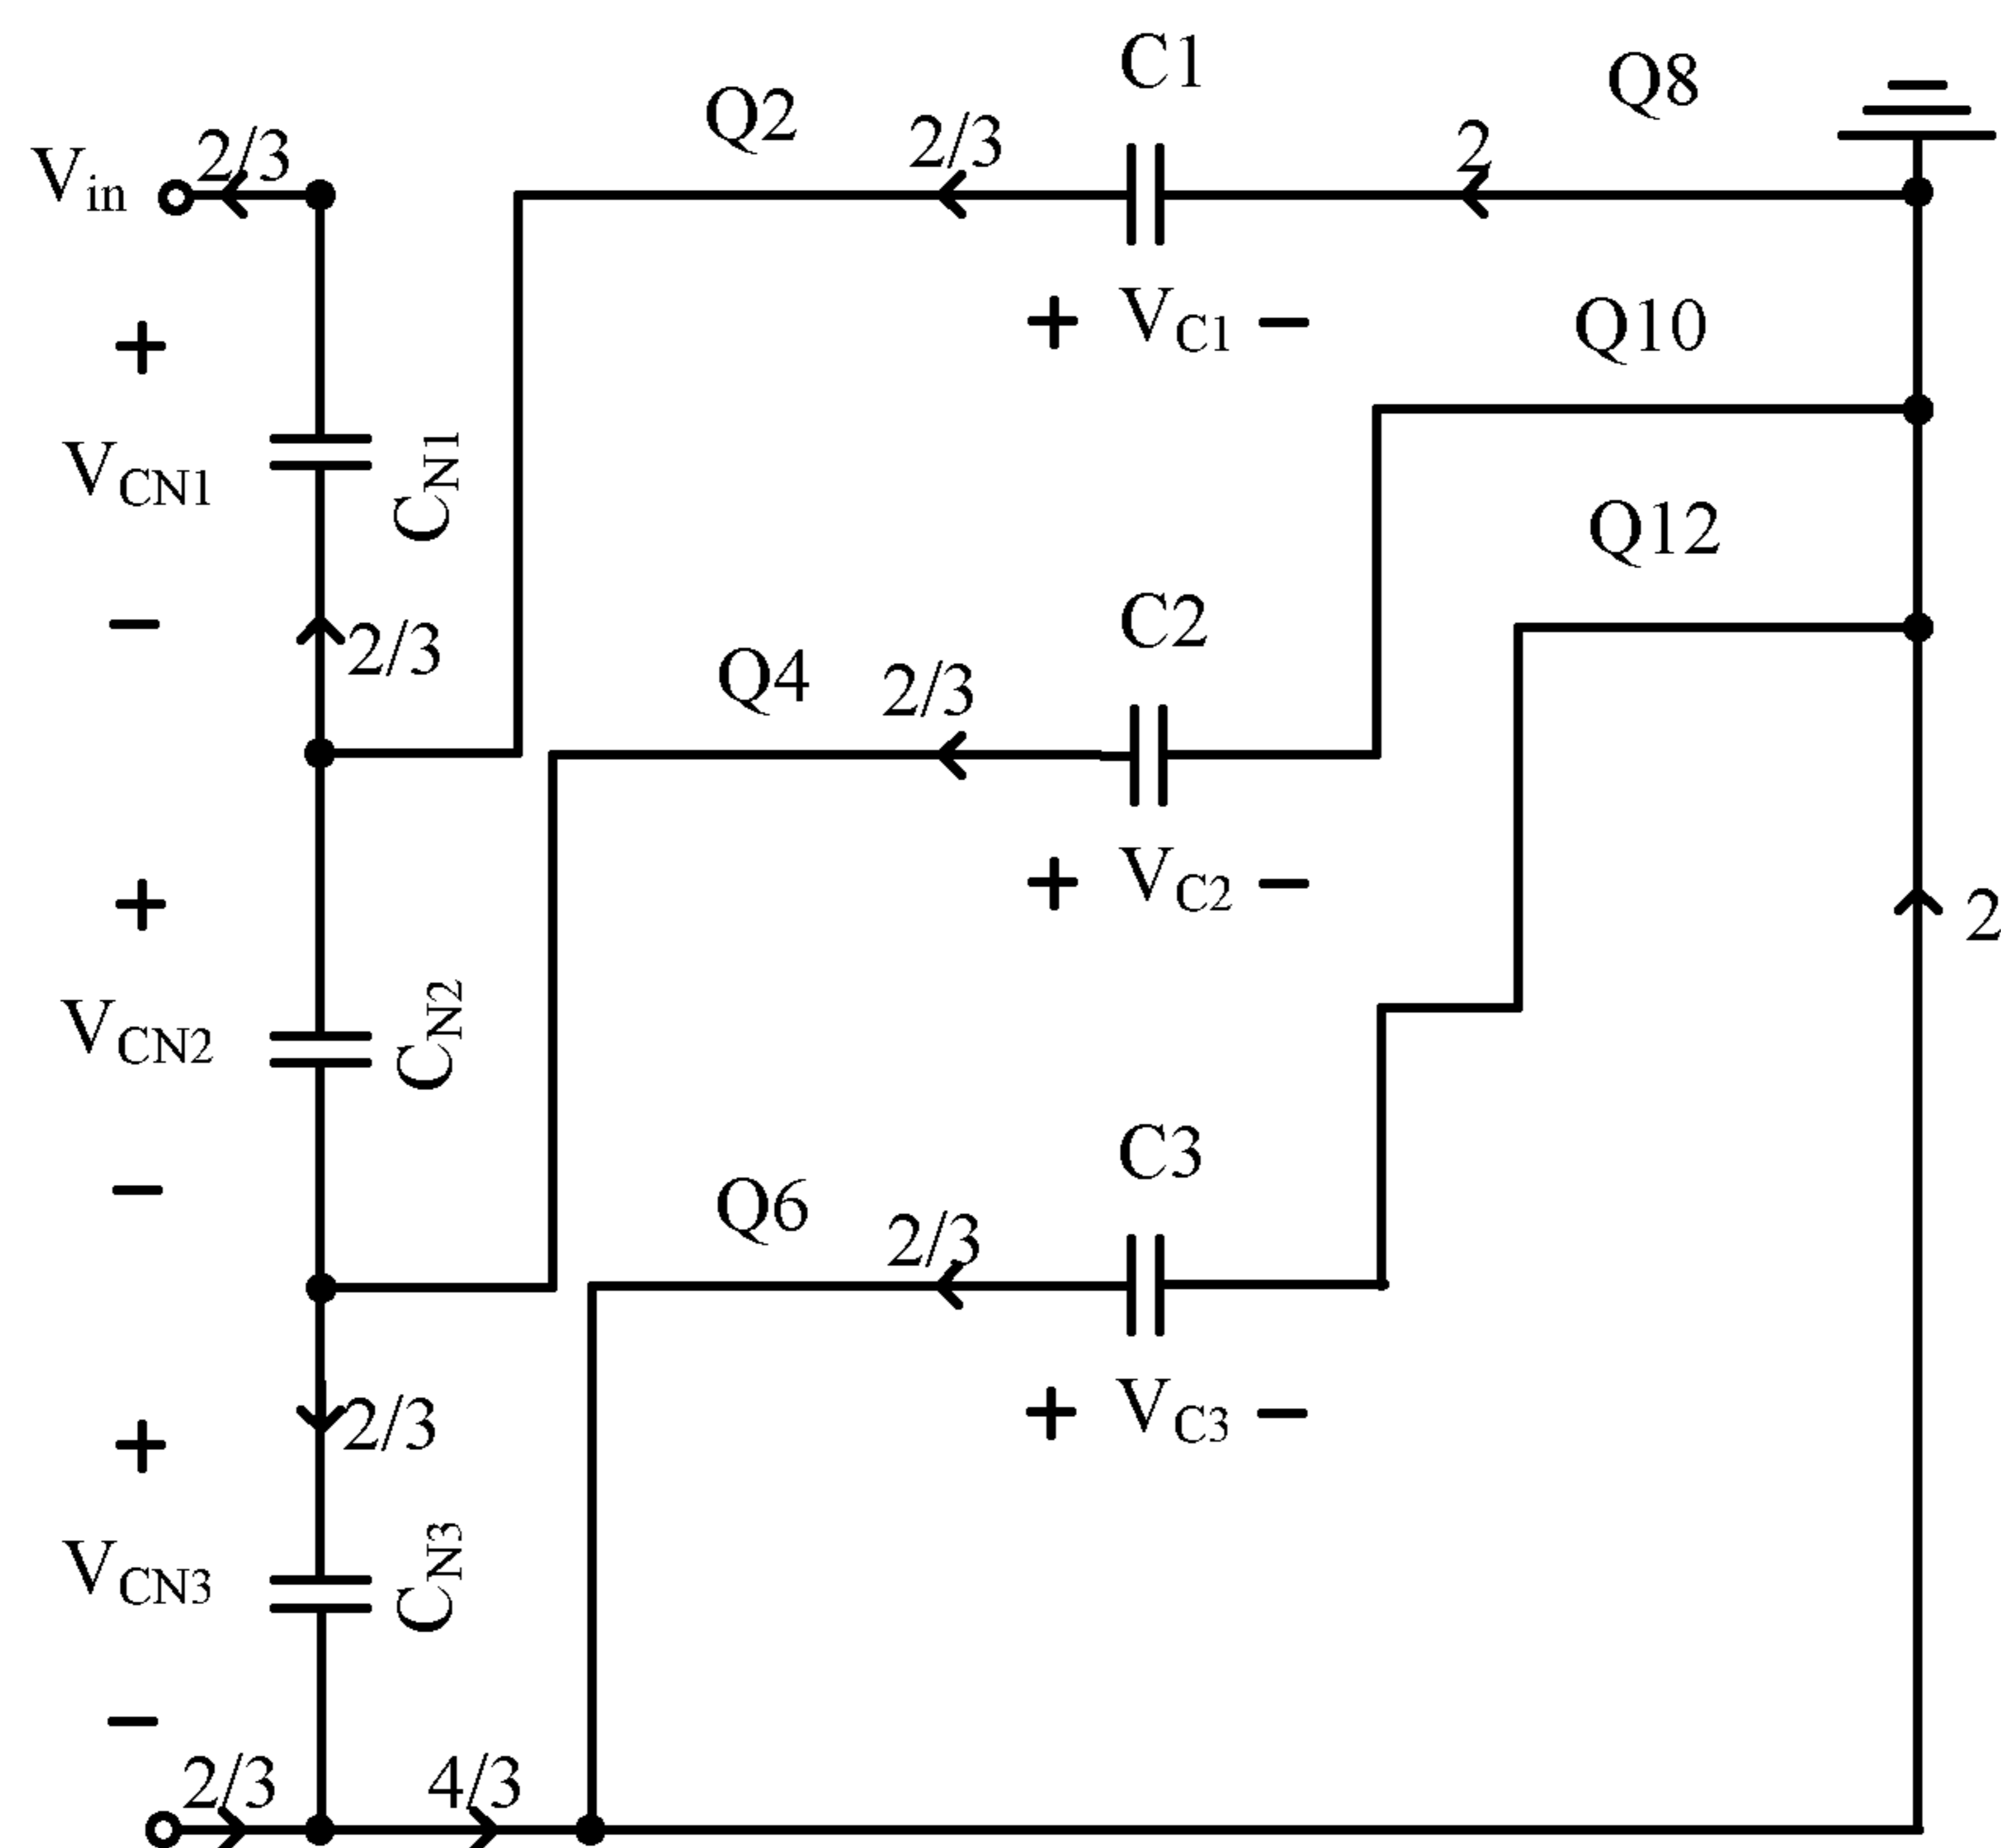 C1
Q8
Q2
2/3
2
2/3
Vin
+ VC1 −
Q10
+
VCN1
−
CN1
Q12
2/3
C2
Q4
2/3
+ VC2 −
+
VCN2
−
CN2
2
C3
Q6
2/3
+ VC3 −
2/3
+
VCN3
−
CN3
2/3
4/3